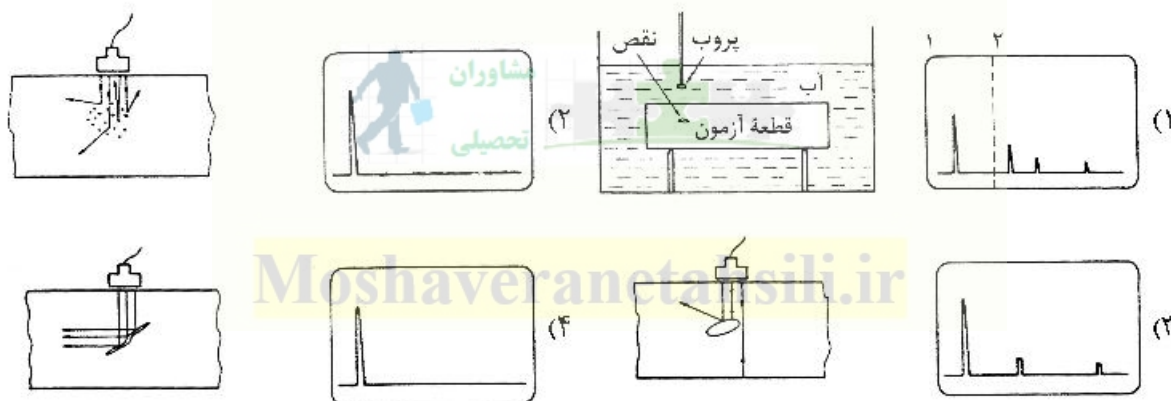 ۱)
۱ ۲
پروب
نقص
آب
قطعهٔ آزمون
۲)
مشاوران
تحصیلی
Moshaveranetahsili.ir
۳)
۴)